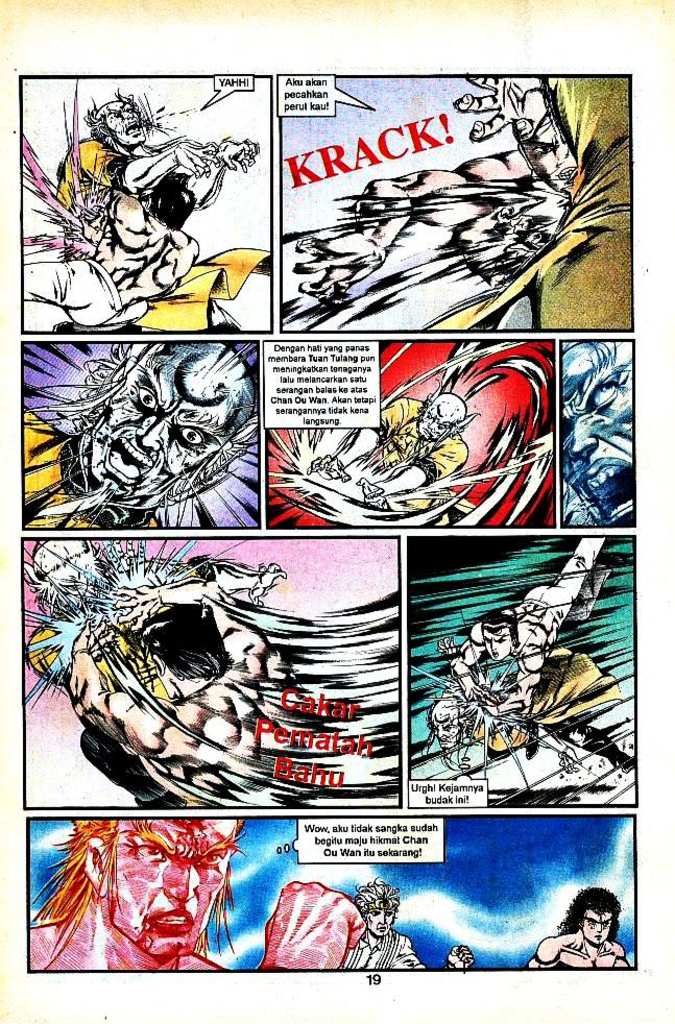 YAHH!
Aku akan
pecahkan
perut kau!
KRACK!
Dengan hati yang panas
membara Tuan Tulang pun
meningkatkan tenaganya
lalu melancarkan satu
serangan balas ke atas
Chan Ou Wan. Akan tetapi
serangannya tidak kena
langsung.
Cakar
Pematah
Bahu
Urgh! Kejamnya
budak ini!
Wow, aku tidak sangka sudah
begitu maju hikmat Chan
Ou Wan itu sekarang!
19